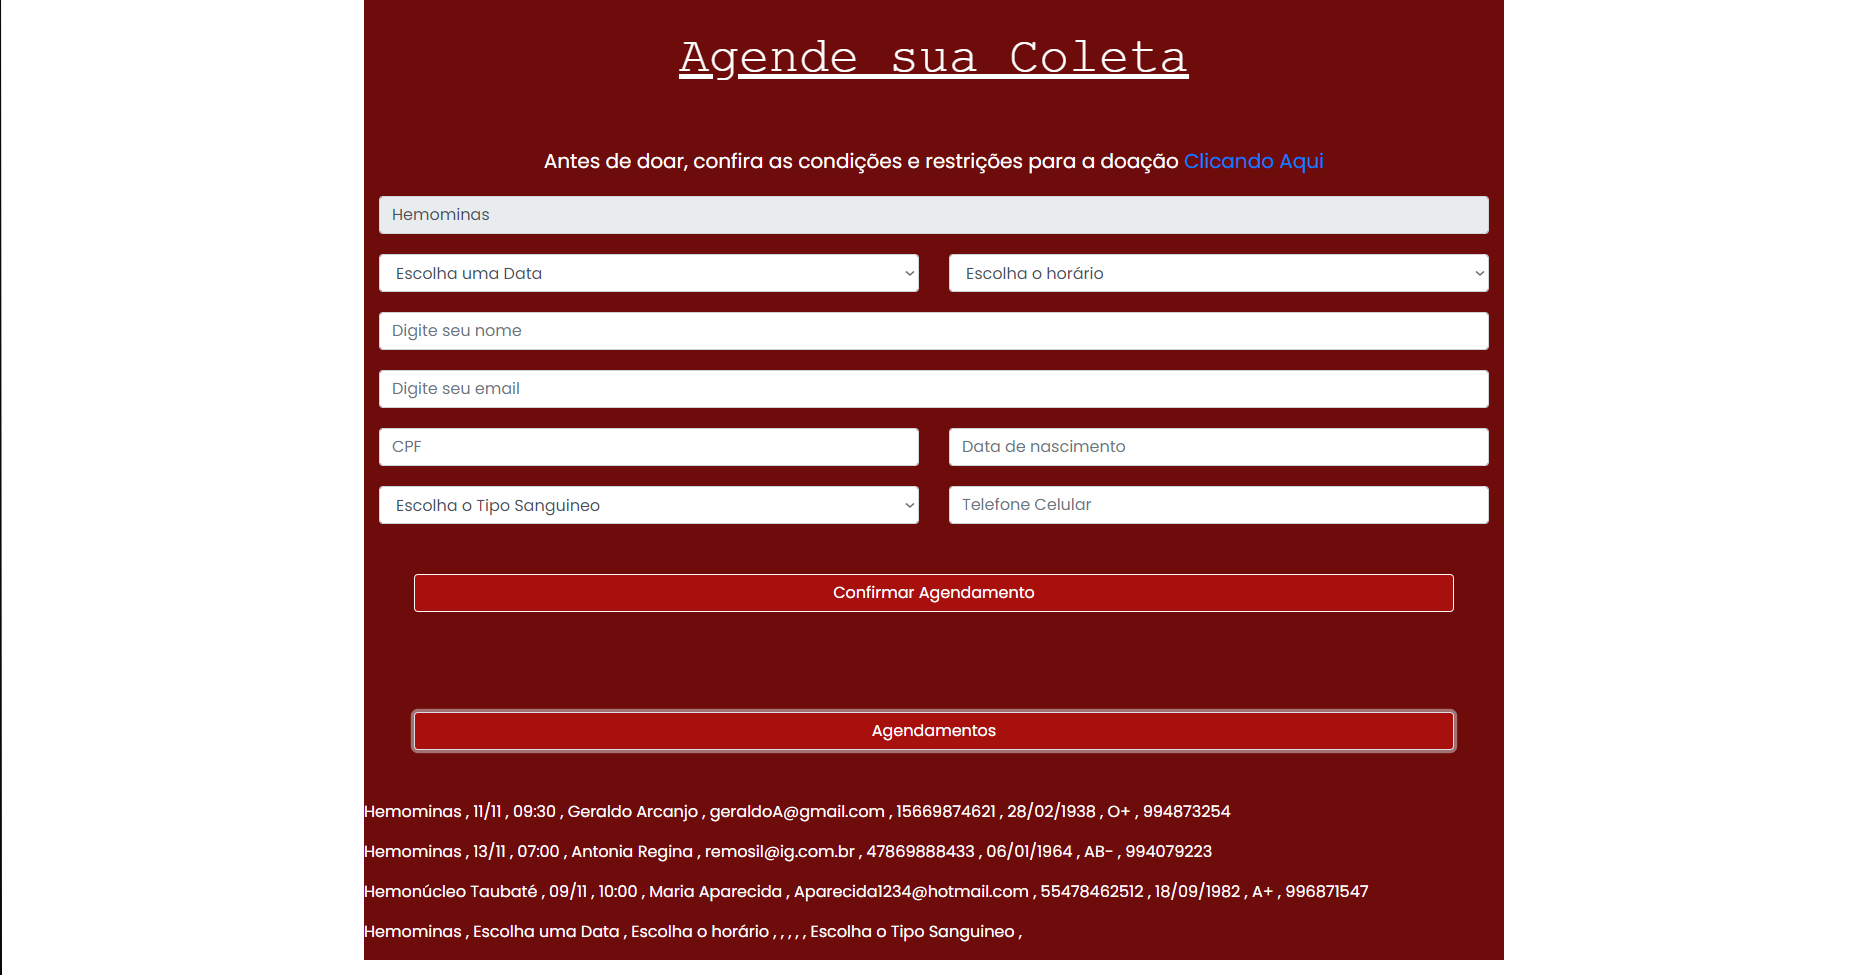 Agende sua Coleta
Antes de doar, confira as condições e restrições para a doação Clicando Aqui
Hemominas
Escolha uma Data
Escolha o horário
Digite seu nome
Digite seu email
CPF
Data de nascimento
Escolha o Tipo Sanguineo
Telefone Celular
Confirmar Agendamento
Agendamentos
Hemominas , 11/11 , 09:30 , Geraldo Arcanjo , geraldoA@gmail.com , 15669874621 , 28/02/1938 , O+ , 994873254
Hemominas , 13/11 , 07:00 , Antonia Regina , remosil@ig.com.br , 47869888433 , 06/01/1964 , AB- , 994079223
Hemonúcleo Taubaté , 09/11 , 10:00 , Maria Aparecida , Aparecida1234@hotmail.com , 55478462512 , 18/09/1982 , A+ , 996871547
Hemominas , Escolha uma Data , Escolha o horário , , , , , Escolha o Tipo Sanguineo ,